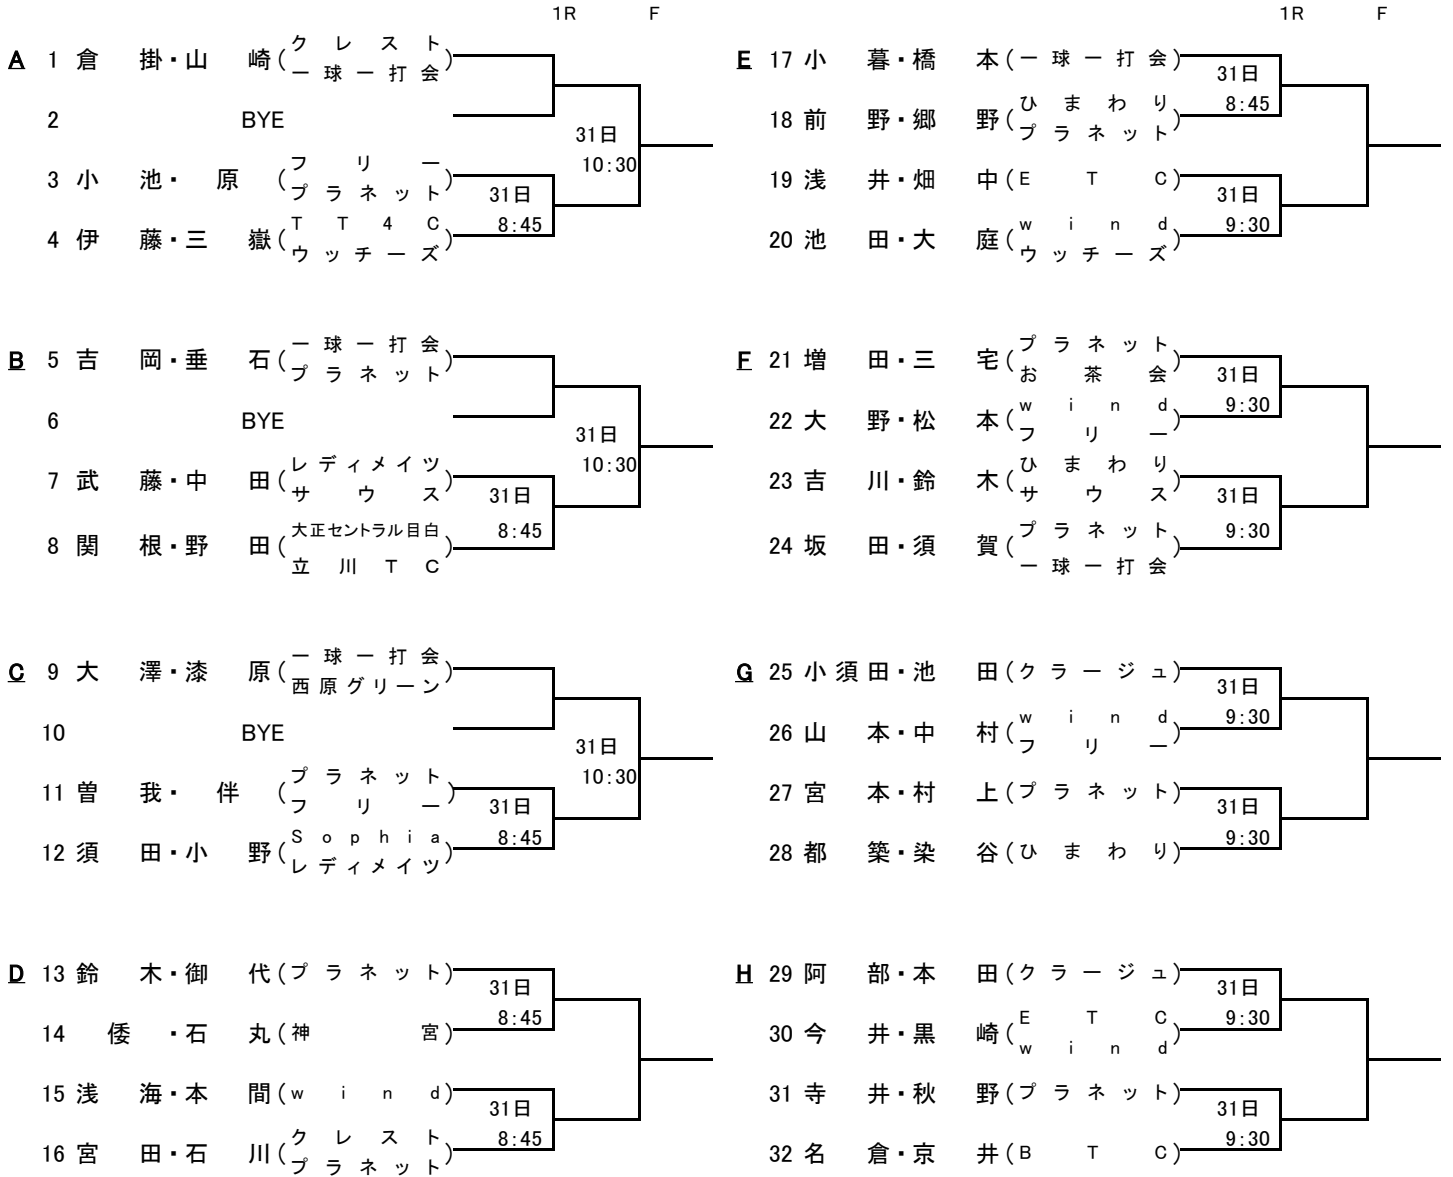 1R F
A 1 倉掛・山崎(クレスト 一球一打会)
2 BYE
31日 10:30
3 小池・原(フリー プラネット)
31日 8:45
4 伊藤・三嶽(TT4C ウッチーズ)
B 5 吉岡・垂石(一球一打会 プラネット)
6 BYE
31日 10:30
7 武藤・中田(レディメイツ サウス)
31日 8:45
8 関根・野田(大正セントラル目白 立川TC)
C 9 大澤・漆原(一球一打会 西原グリーン)
10 BYE
31日 10:30
11 曽我・伴(プラネット フリー)
31日 8:45
12 須田・小野(Sophia レディメイツ)
D 13 鈴木・御代(プラネット)
31日 8:45
14 倭・石丸(神宮)
15 浅海・本間(wind)
31日 8:45
16 宮田・石川(クレスト プラネット)
1R F
E 17 小暮・橋本(一球一打会)
31日 8:45
18 前野・郷野(ひまわり プラネット)
19 浅井・畑中(ETC)
31日 9:30
20 池田・大庭(wind ウッチーズ)
F 21 増田・三宅(プラネット お茶会)
31日 9:30
22 大野・松本(wind フリー)
23 吉川・鈴木(ひまわり サウス)
31日 9:30
24 坂田・須賀(プラネット 一球一打会)
G 25 小須田・池田(クラージュ)
31日 9:30
26 山本・中村(wind フリー)
27 宮本・村上(プラネット)
31日 9:30
28 都築・染谷(ひまわり)
H 29 阿部・本田(クラージュ)
31日 9:30
30 今井・黒崎(ETC wind)
31 寺井・秋野(プラネット)
31日 9:30
32 名倉・京井(BTC)